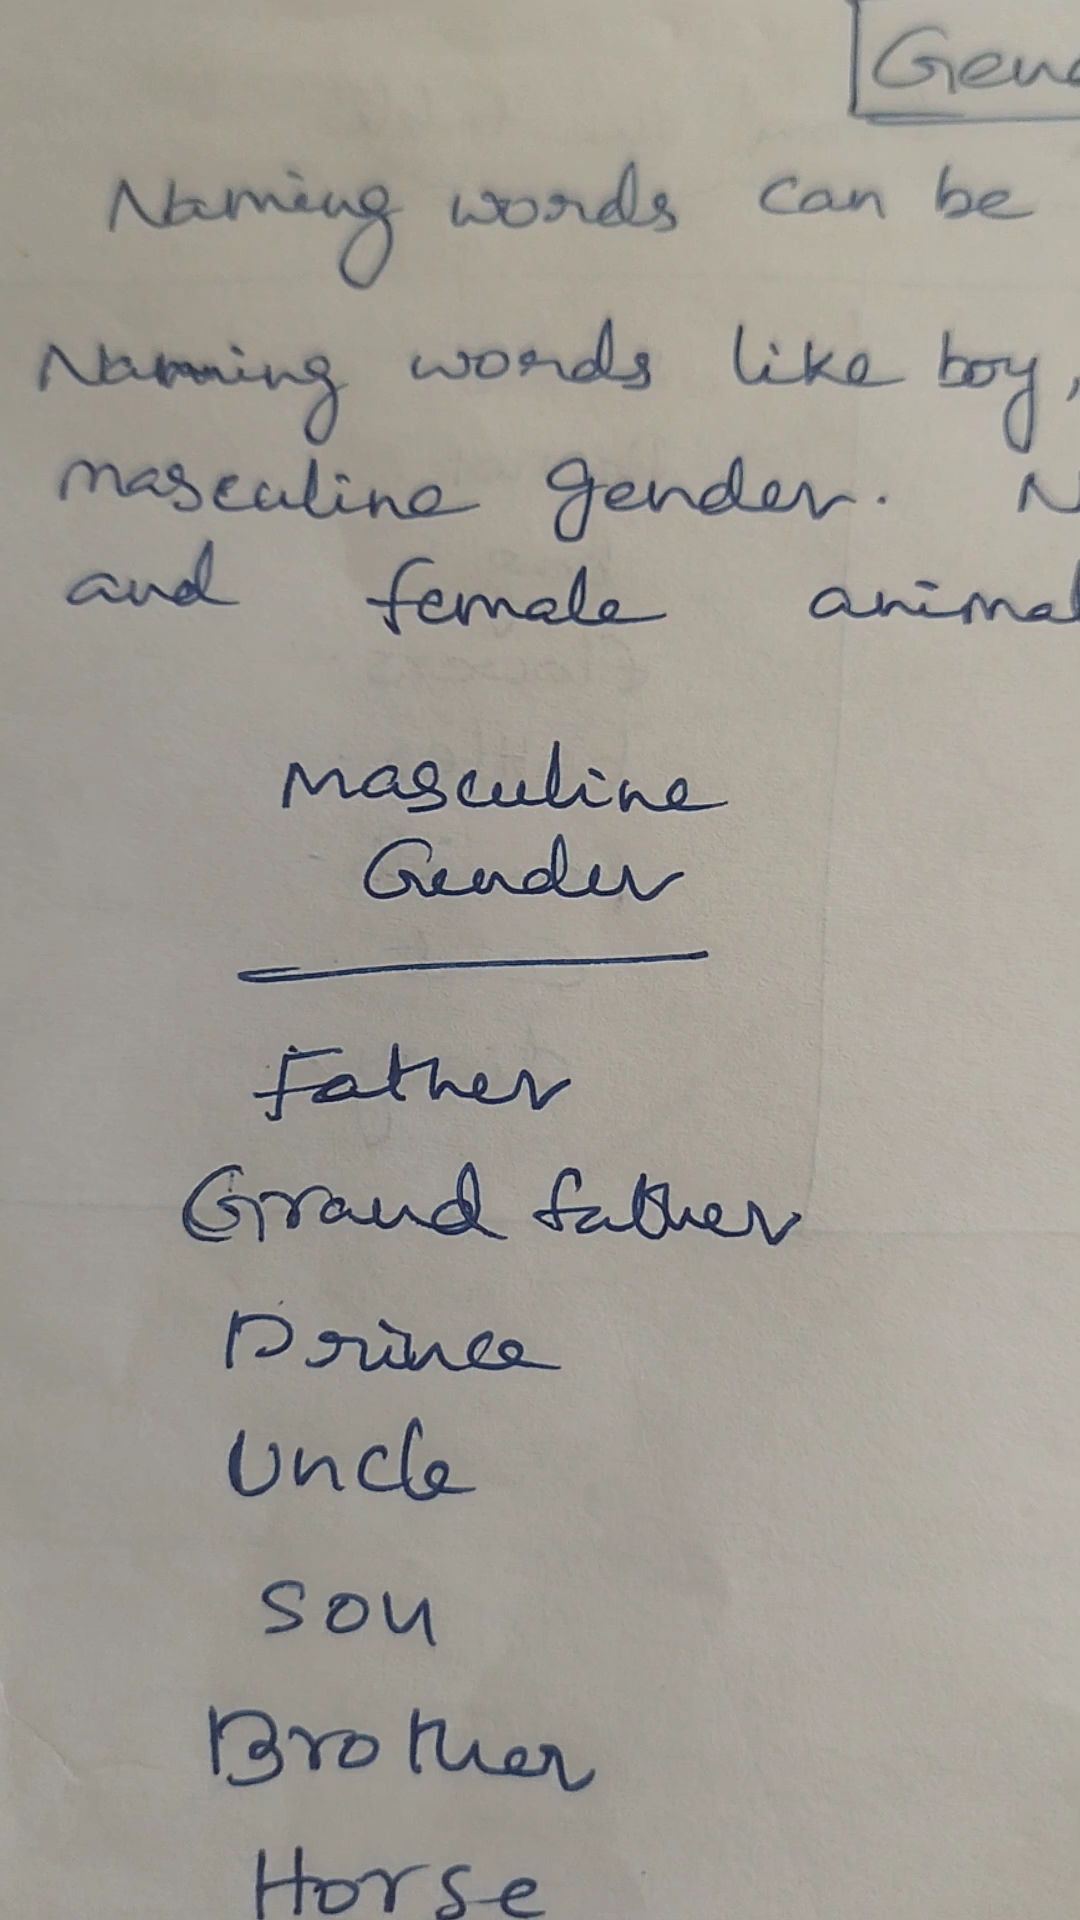 Gen
Naming words can be
Naming words like boy,
masculine gender. N
and female animal
Masculine
Gender
Father
Grand father
Prince
Uncle
Son
Brother
Horse